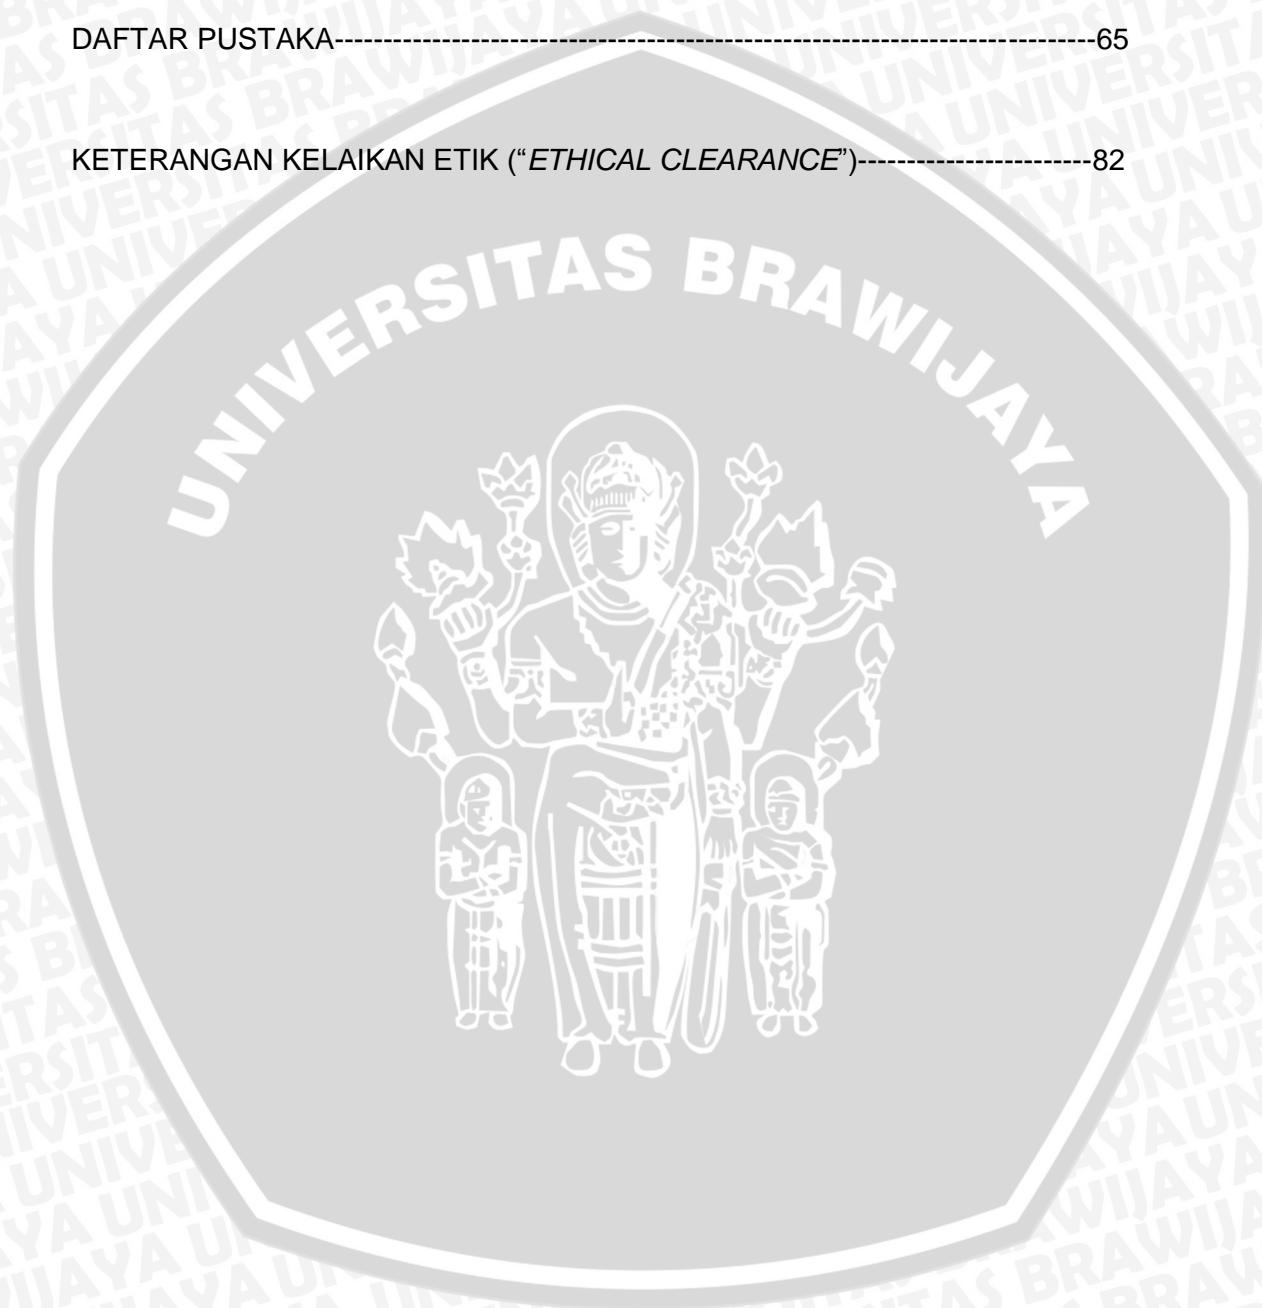 DAFTAR PUSTAKA------------------------------------------------------------------------------65
KETERANGAN KELAIKAN ETIK (“ETHICAL CLEARANCE”)------------------------82
UNIVERSITAS BRAWIJAYA